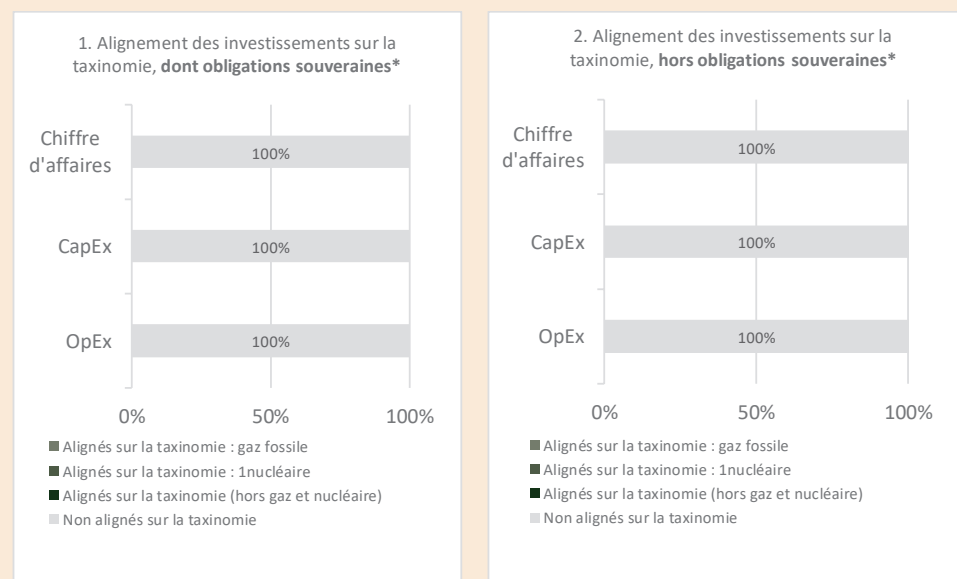 1. Alignement des investissements sur la
taxinomie, dont obligations souveraines*
Chiffre
d'affaires
100%
CapEx
100%
OpEx
100%
0%
50%
100%
Alignés sur la taxinomie : gaz fossile
Alignés sur la taxinomie : 1nucléaire
Alignés sur la taxinomie (hors gaz et nucléaire)
Non alignés sur la taxinomie
2. Alignement des investissements sur la
taxinomie, hors obligations souveraines*
Chiffre
d'affaires
100%
CapEx
100%
OpEx
100%
0%
50%
100%
Alignés sur la taxinomie : gaz fossile
Alignés sur la taxinomie : 1nucléaire
Alignés sur la taxinomie (hors gaz et nucléaire)
Non alignés sur la taxinomie